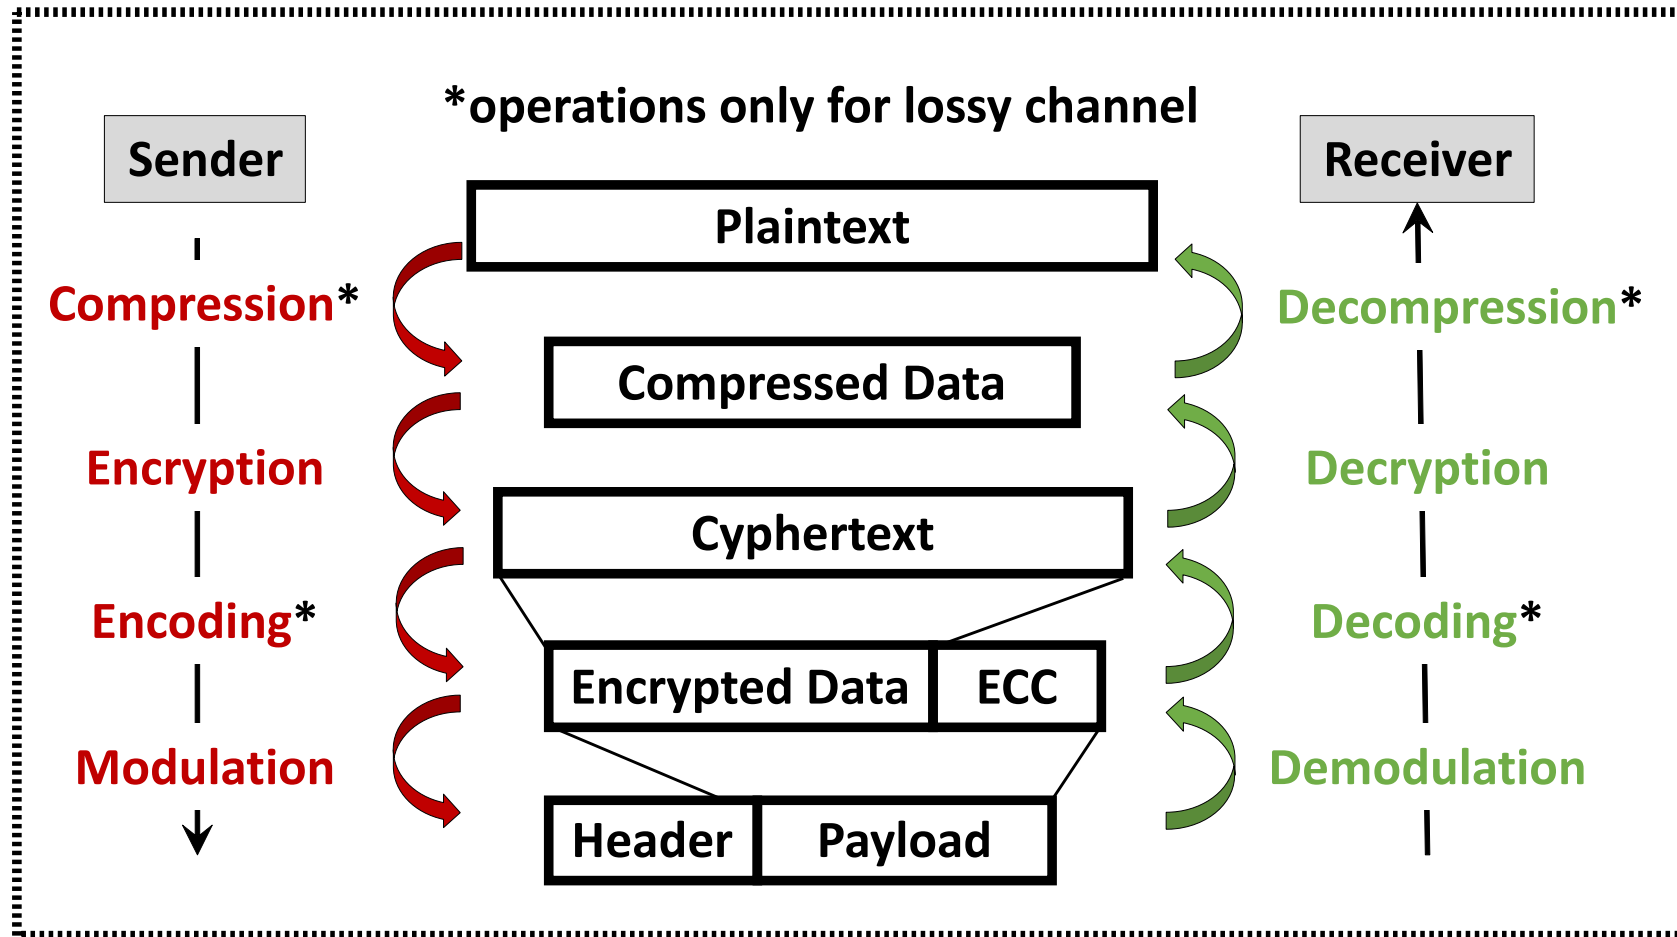 *operations only for lossy channel
Sender
Receiver
Plaintext
Compression*
Decompression*
Compressed Data
Encryption
Decryption
Cyphertext
Encoding*
Decoding*
Encrypted Data
ECC
Modulation
Demodulation
Header
Payload